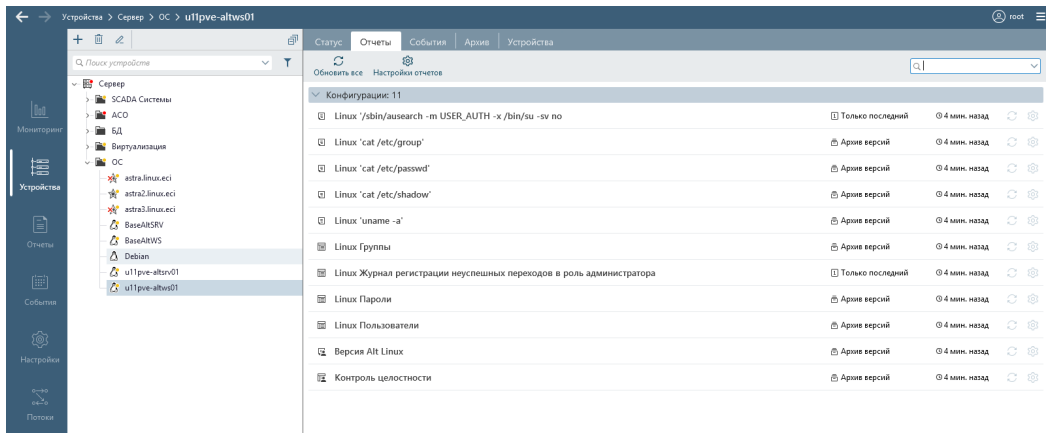 Устройства > Сервер > ОС > u11pve-altws01
root
Мониторинг
Устройства
Отчеты
События
Настройки
Потоки
Поиск устройств
Сервер
SCADA Системы
АСО
БД
Виртуализация
ОС
astra.linux.eci
astra2.linux.eci
astra3.linux.eci
BaseAltSRV
BaseAltWS
Debian
u11pve-altsrv01
u11pve-altws01
Статус Отчеты События Архив Устройства
Обновить все Настройки отчетов
Конфигурации: 11
Linux '/sbin/ausearch -m USER_AUTH -x /bin/su -sv no Только последний 4 мин. назад
Linux 'cat /etc/group' Архив версий 4 мин. назад
Linux 'cat /etc/passwd' Архив версий 4 мин. назад
Linux 'cat /etc/shadow' Архив версий 4 мин. назад
Linux 'uname -a' Архив версий 4 мин. назад
Linux Группы Архив версий 4 мин. назад
Linux Журнал регистрации неуспешных переходов в роль администратора Только последний 4 мин. назад
Linux Пароли Архив версий 4 мин. назад
Linux Пользователи Архив версий 4 мин. назад
Версия Alt Linux Архив версий 4 мин. назад
Контроль целостности Архив версий 4 мин. назад